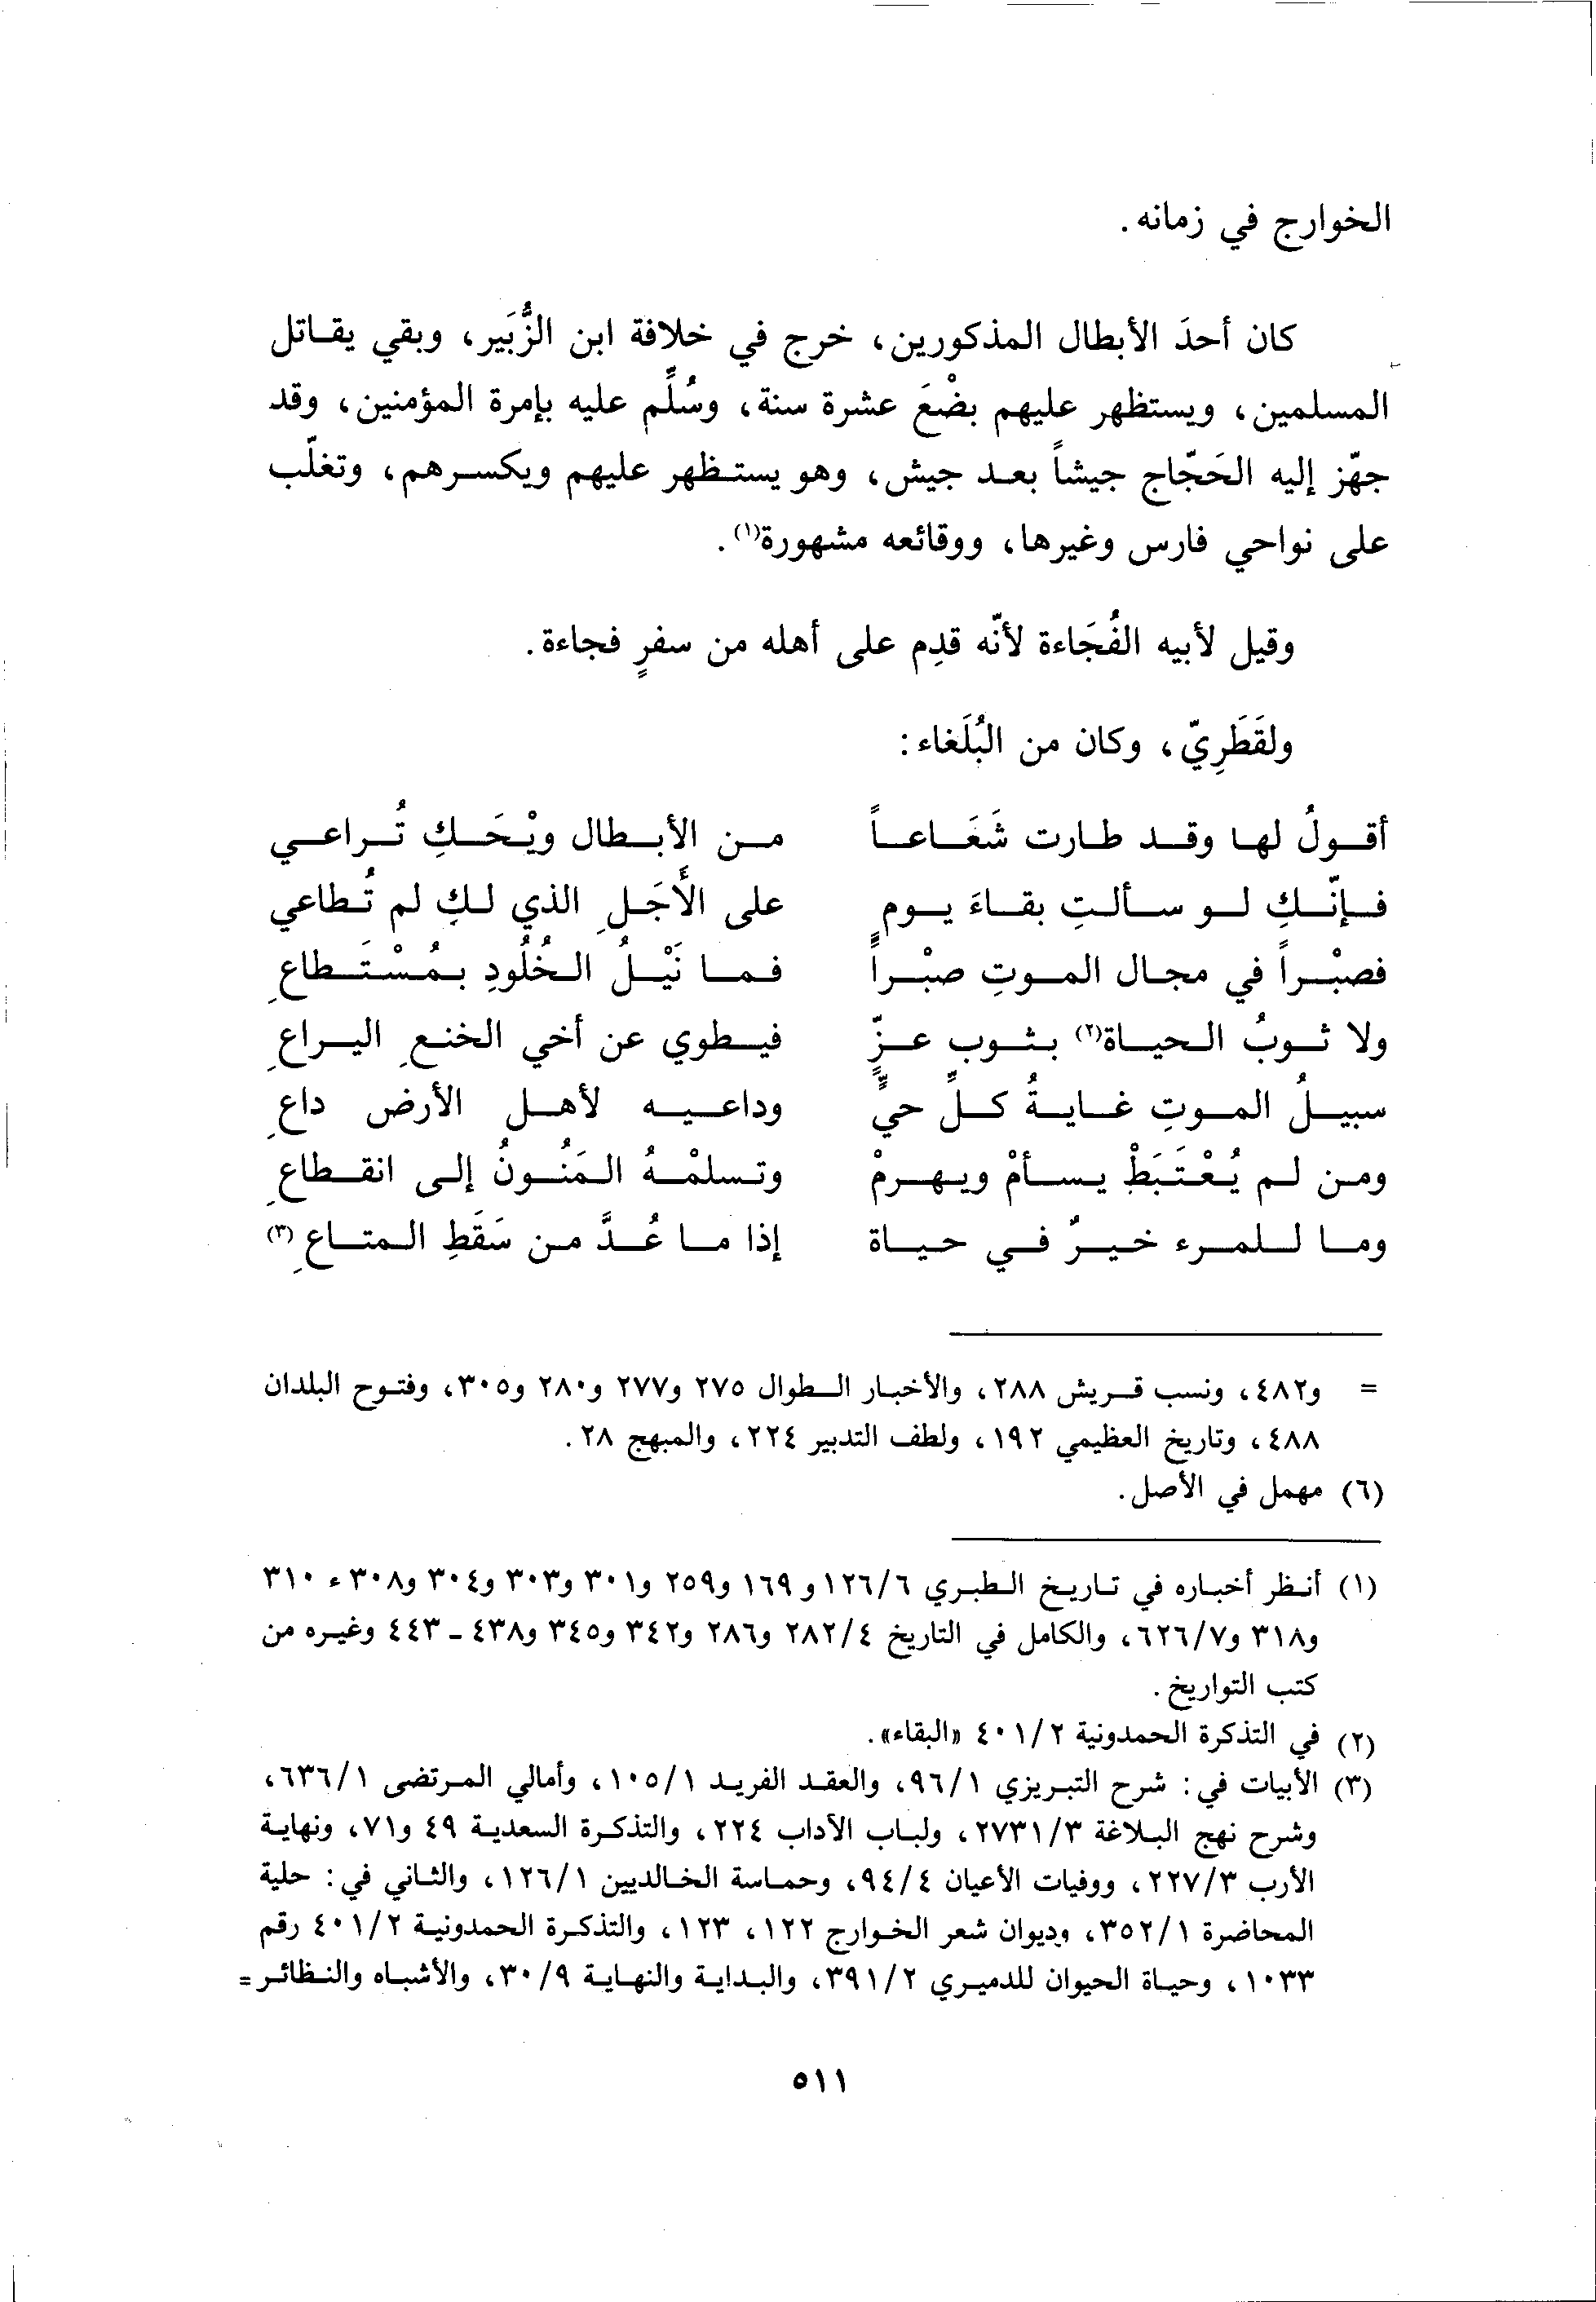 الخوارج في زمانه.
كان أحدَ الأبطال المذكورين، خرج في خلافة ابن الزُّبَير، وبقي يقاتل
المسلمين، ويستظهر عليهم بضْعَ عشرة سنة، وسُلِّم عليه بإمرة المؤمنين، وقد
جهّز إليه الحَجّاج جيشاً بعد جيش، وهو يستظهر عليهم ويكسرهم، وتغلّب
على نواحي فارس وغيرها، ووقائعه مشهورة(١).
وقيل لأبيه الفُجَاءة لأنّه قدِم على أهله من سفرٍ فجاءة.
ولقَطَرِيّ، وكان من البُلَغاء:
أقولُ لها وقد طارت شَعَاعاً من الأبطال ويْحَكِ تُراعي
فإنّكِ لو سألتِ بقاءَ يومٍ على الأَجَلِ الذي لكِ لم تُطاعي
فصبْراً في مجال الموتِ صبْراً فما نَيْلُ الخُلُودِ بمُسْتَطاعِ
ولا ثوبُ الحياة(٢) بثوبِ عزٍّ فيطوي عن أخي الخنعِ اليراعِ
سبيلُ الموتِ غايةُ كلِّ حيٍّ وداعيه لأهل الأرض داعِ
ومن لم يُعْتَبَطْ يسأمْ ويهرمْ وتسلمْهُ المَنُونُ إلى انقطاعِ
وما للمرء خيرٌ في حياة إذا ما عُدَّ من سَقَطِ المتاعِ(٣)
= و٤٨٢، ونسب قريش ٢٨٨، والأخبار الطوال ٢٧٥ و٢٧٧ و٢٨٠ و٣٠٥، وفتوح البلدان
٤٨٨، وتاريخ العظيمي ١٩٢، ولطف التدبير ٢٢٤، والمبهج ٢٨.
(٦) مهمل في الأصل.
(١) أنظر أخباره في تاريخ الطبري ١٢٦/٦ و١٦٩ و٢٥٩ و٣٠١ و٣٠٣ و٣٠٤ و٣٠٨ ٣١٠
و٣١٨ و٦٢٦/٧، والكامل في التاريخ ٢٨٢/٤ و٢٨٦ و٣٤٢ و٣٤٥ و٤٣٨ ـ ٤٤٣ وغيره من
كتب التواريخ.
(٢) في التذكرة الحمدونية ٤٠١/٢ «البقاء».
(٣) الأبيات في: شرح التبريزي ٩٦/١، والعقد الفريد ١٠٥/١، وأمالي المرتضى ٦٣٦/١،
وشرح نهج البلاغة ٢٧٣١/٣، ولباب الآداب ٢٢٤، والتذكرة السعدية ٤٩ و٧١، ونهاية
الأرب ٢٢٧/٣، ووفيات الأعيان ٩٤/٤، وحماسة الخالديين ١٢٦/١، والثاني في: حلية
المحاضرة ٣٥٢/١، وديوان شعر الخوارج ١٢٢، ١٢٣، والتذكرة الحمدونية ٤٠١/٢ رقم
١٠٣٣، وحياة الحيوان للدميري ٣٩١/٢، والبداية والنهاية ٣٠/٩، والأشباه والنظائر =
٥١١